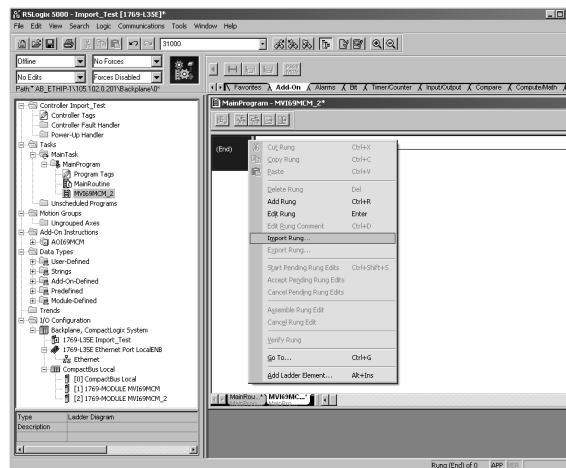 RSLogix 5000 - Import_Test [1769-L35E]*
File Edit View Search Logic Communications Tools Window Help
31000
Offline
No Forces
No Edits
Forces Disabled
Path: AB_ETHIP-1\105.102.0.201\Backplane\0*
Favorites Add-On Alarms Bit Timer/Counter Input/Output Compare Compute/Math
Controller Import_Test
Controller Tags
Controller Fault Handler
Power-Up Handler
Tasks
MainTask
MainProgram
Program Tags
MainRoutine
MVI69MCM_2
Unscheduled Programs
Motion Groups
Ungrouped Axes
Add-On Instructions
AOI69MCM
Data Types
User-Defined
Strings
Add-On-Defined
Predefined
Module-Defined
Trends
I/O Configuration
Backplane, CompactLogix System
1769-L35E Import_Test
1769-L35E Ethernet Port LocalENB
Ethernet
CompactBus Local
[0] CompactBus Local
[1] 1769-MODULE MVI69MCM
[2] 1769-MODULE MVI69MCM_2
Type Ladder Diagram
Description
MainProgram - MVI69MCM_2*
(End)
Cut Rung Ctrl+X
Copy Rung Ctrl+C
Paste Ctrl+V
Delete Rung Del
Add Rung Ctrl+R
Edit Rung Enter
Edit Rung Comment Ctrl+D
Import Rung...
Export Rung...
Start Pending Rung Edits Ctrl+Shift+S
Accept Pending Rung Edits
Cancel Pending Rung Edits
Assemble Rung Edit
Cancel Rung Edit
Verify Rung
Go To... Ctrl+G
Add Ladder Element... Alt+Ins
MainRou...* MVI69MC...*
Rung (End) of 0 APP VER